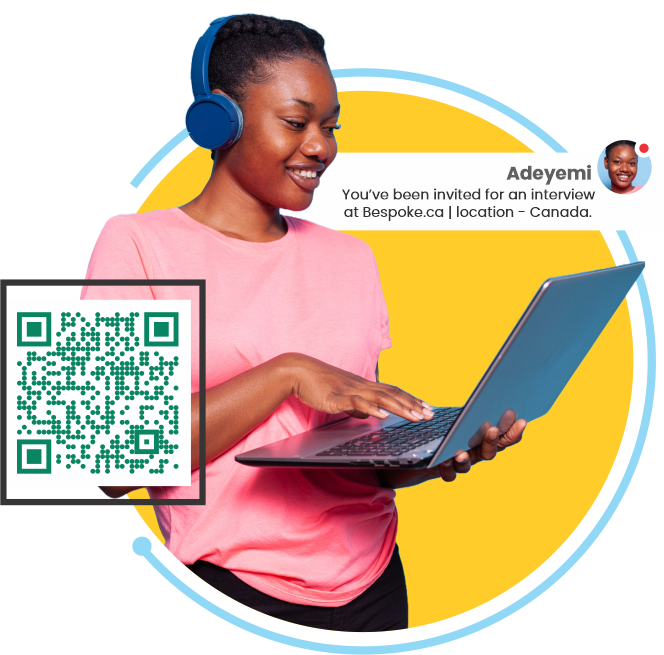 Adeyemi
You’ve been invited for an interview
at Bespoke.ca | location - Canada.